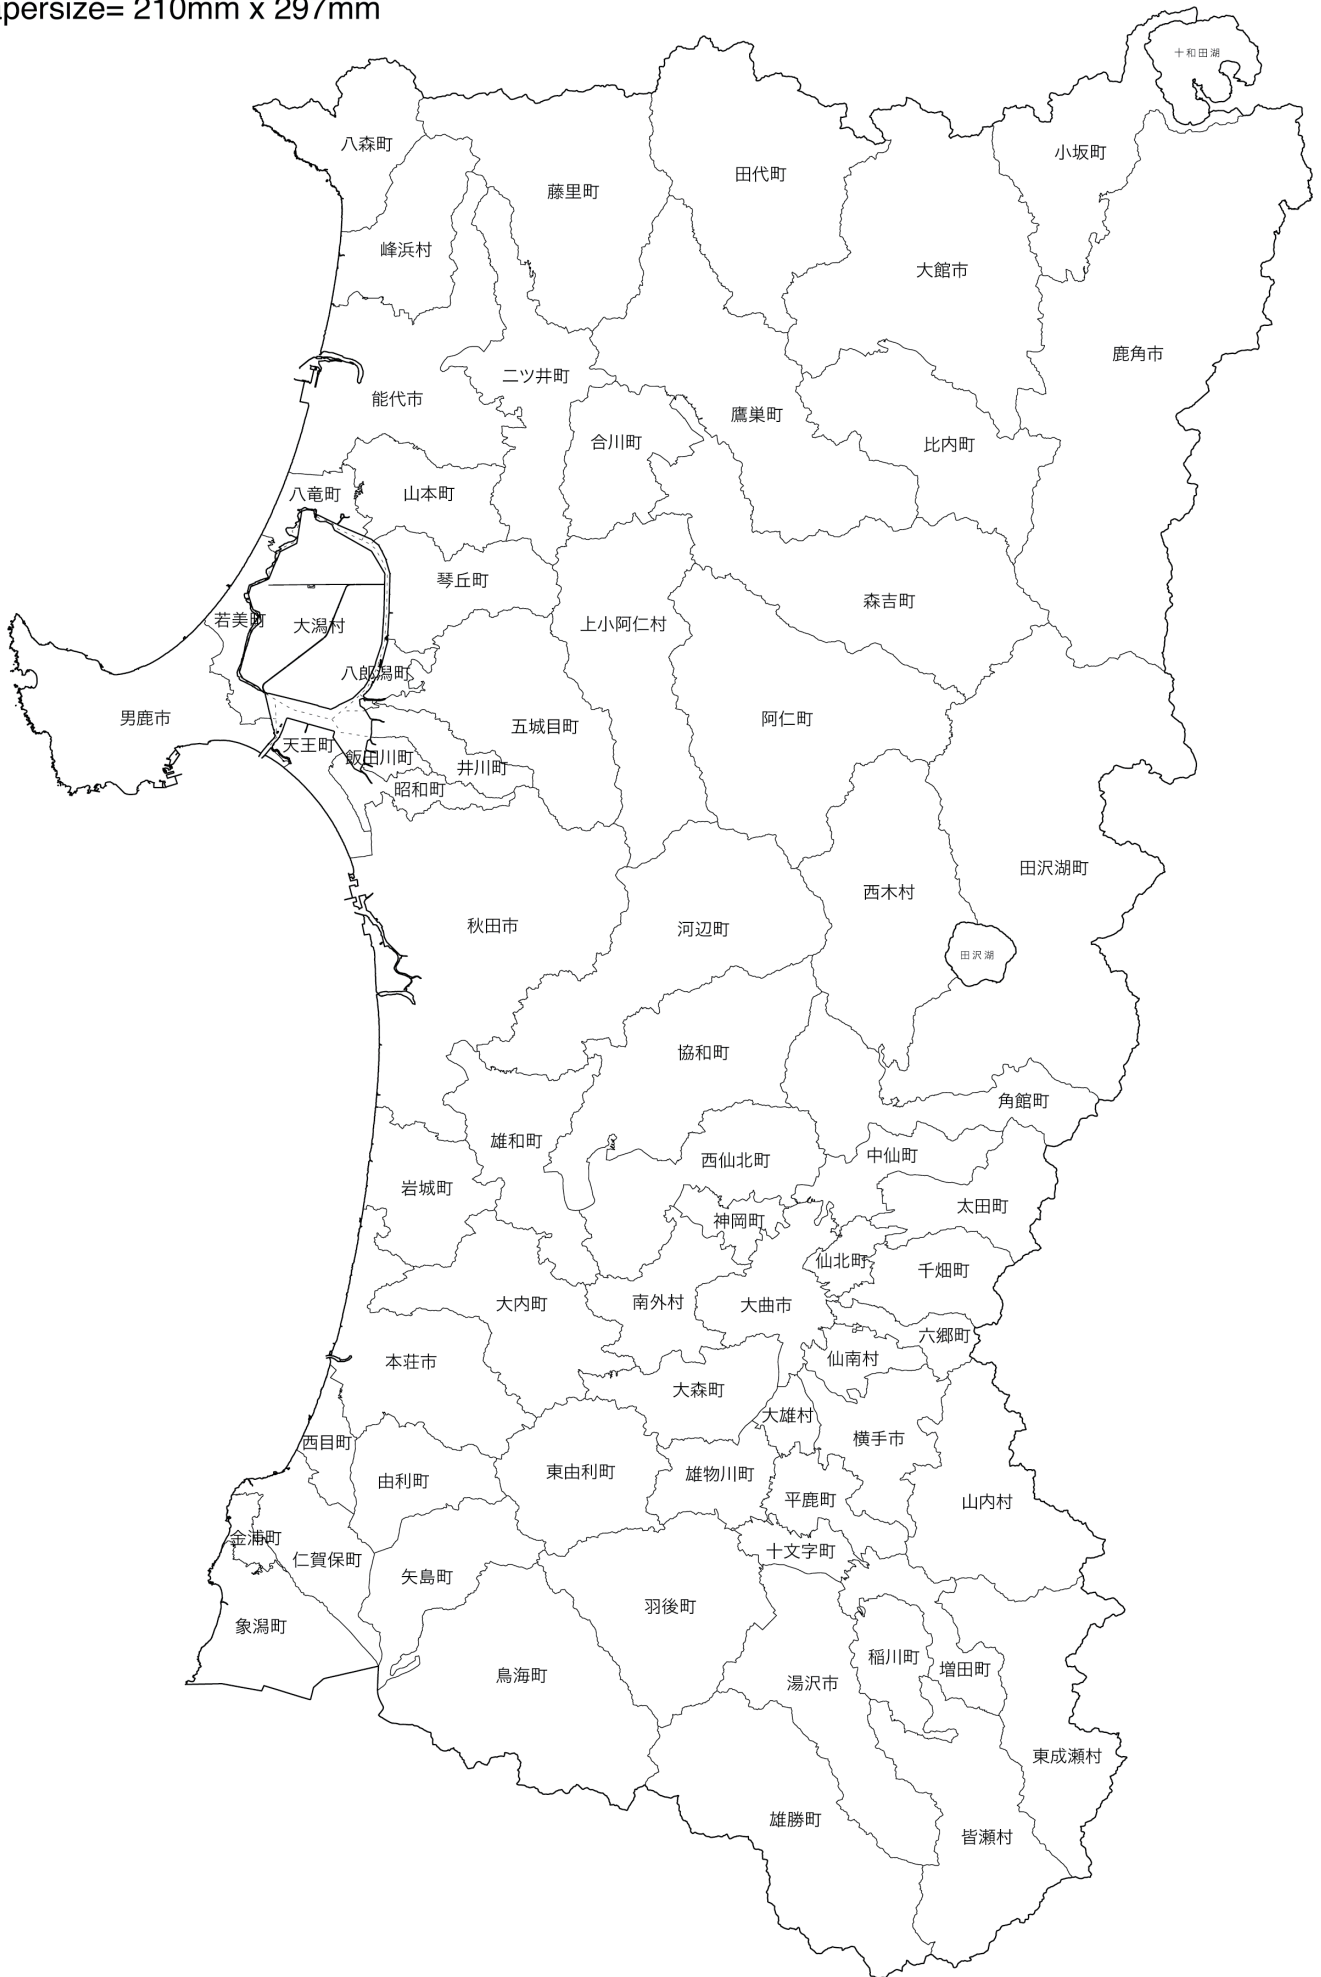 apersize= 210mm x 297mm
十和田湖
八森町
小坂町
田代町
藤里町
峰浜村
大館市
鹿角市
二ツ井町
能代市
鷹巣町
合川町
比内町
八竜町
山本町
琴丘町
森吉町
若美町
大潟村
上小阿仁村
八郎潟町
男鹿市
阿仁町
五城目町
天王町
飯田川町
井川町
昭和町
田沢湖町
西木村
秋田市
河辺町
田沢湖
協和町
角館町
雄和町
中仙町
西仙北町
岩城町
太田町
神岡町
仙北町
千畑町
南外村
大内町
大曲市
六郷町
仙南村
本荘市
大森町
大雄村
横手市
西目町
東由利町
雄物川町
由利町
平鹿町
山内村
金浦町
十文字町
仁賀保町
矢島町
羽後町
象潟町
稲川町
増田町
鳥海町
湯沢市
東成瀬村
雄勝町
皆瀬村